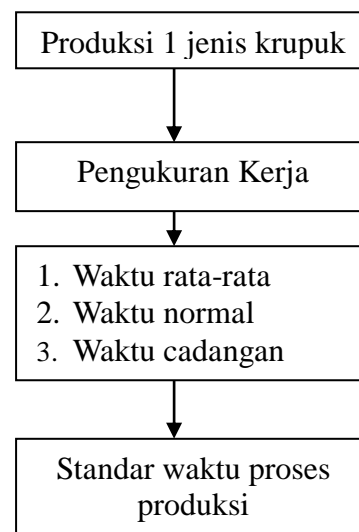 Produksi 1 jenis krupuk
Pengukuran Kerja
1. Waktu rata-rata
2. Waktu normal
3. Waktu cadangan
Standar waktu proses
produksi